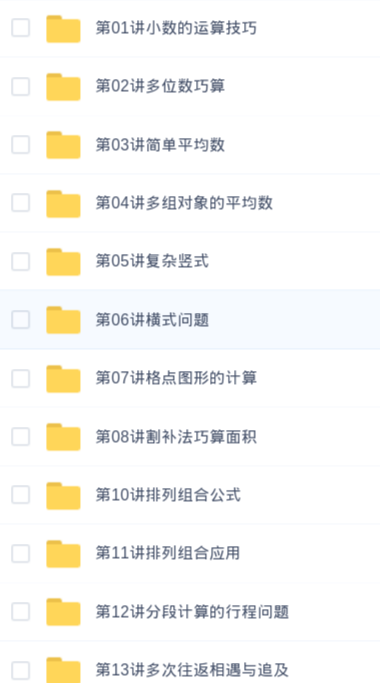 第01讲小数的运算技巧
第02讲多位数巧算
第03讲简单平均数
第04讲多组对象的平均数
第05讲复杂竖式
第06讲横式问题
第07讲格点图形的计算
第08讲割补法巧算面积
第10讲排列组合公式
第11讲排列组合应用
第12讲分段计算的行程问题
第13讲多次往返相遇与追及